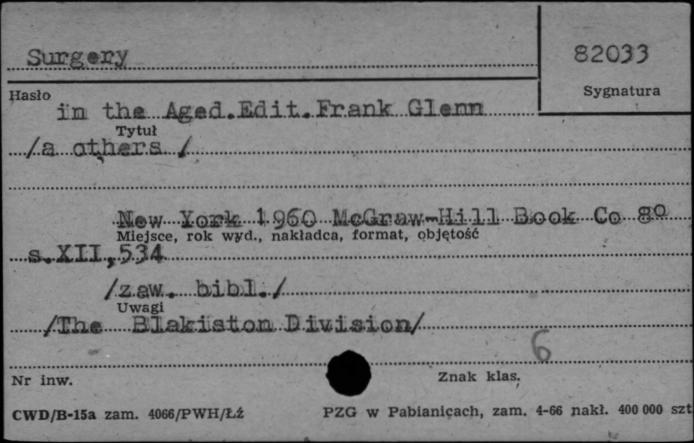 Surgery
82033
Hasło
Sygnatura
in the Aged.Edit.Frank Glenn
Tytuł
/a others /
New York 1960 McGraw-Hill Book Co 8º
Miejsce, rok wyd., nakładca, format, objętość
s.XII,534
/zaw. bibl./
Uwagi
/The Blakiston Division/
6
Nr inw.
Znak klas.
CWD/B-15a zam. 4066/PWH/Łź
PZG w Pabianicach, zam. 4-66 nakł. 400 000 szt